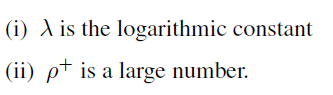 (i) λ is the logarithmic constant
(ii) ρ⁺ is a large number.